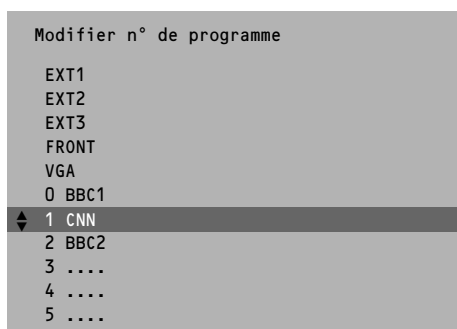 Modifier n° de programme
EXT1
EXT2
EXT3
FRONT
VGA
0 BBC1
1 CNN
2 BBC2
3 ....
4 ....
5 ....